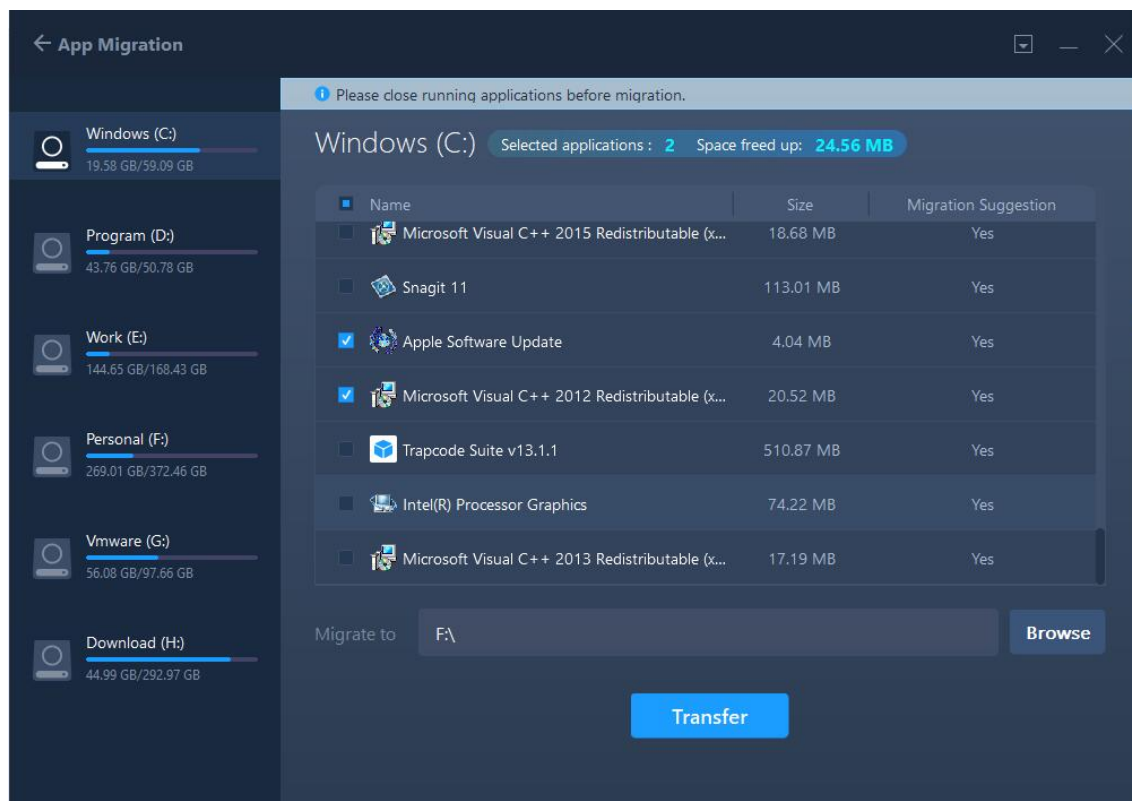 App Migration
Please close running applications before migration.
Windows (C:)
19.58 GB/59.09 GB
Program (D:)
43.76 GB/50.78 GB
Work (E:)
144.65 GB/168.43 GB
Personal (F:)
269.01 GB/372.46 GB
Vmware (G:)
56.08 GB/97.66 GB
Download (H:)
44.99 GB/292.97 GB
Windows (C:) Selected applications : 2 Space freed up: 24.56 MB
Name Size Migration Suggestion
Microsoft Visual C++ 2015 Redistributable (x... 18.68 MB Yes
Snagit 11 113.01 MB Yes
Apple Software Update 4.04 MB Yes
Microsoft Visual C++ 2012 Redistributable (x... 20.52 MB Yes
Trapcode Suite v13.1.1 510.87 MB Yes
Intel(R) Processor Graphics 74.22 MB Yes
Microsoft Visual C++ 2013 Redistributable (x... 17.19 MB Yes
Migrate to F:\ Browse
Transfer